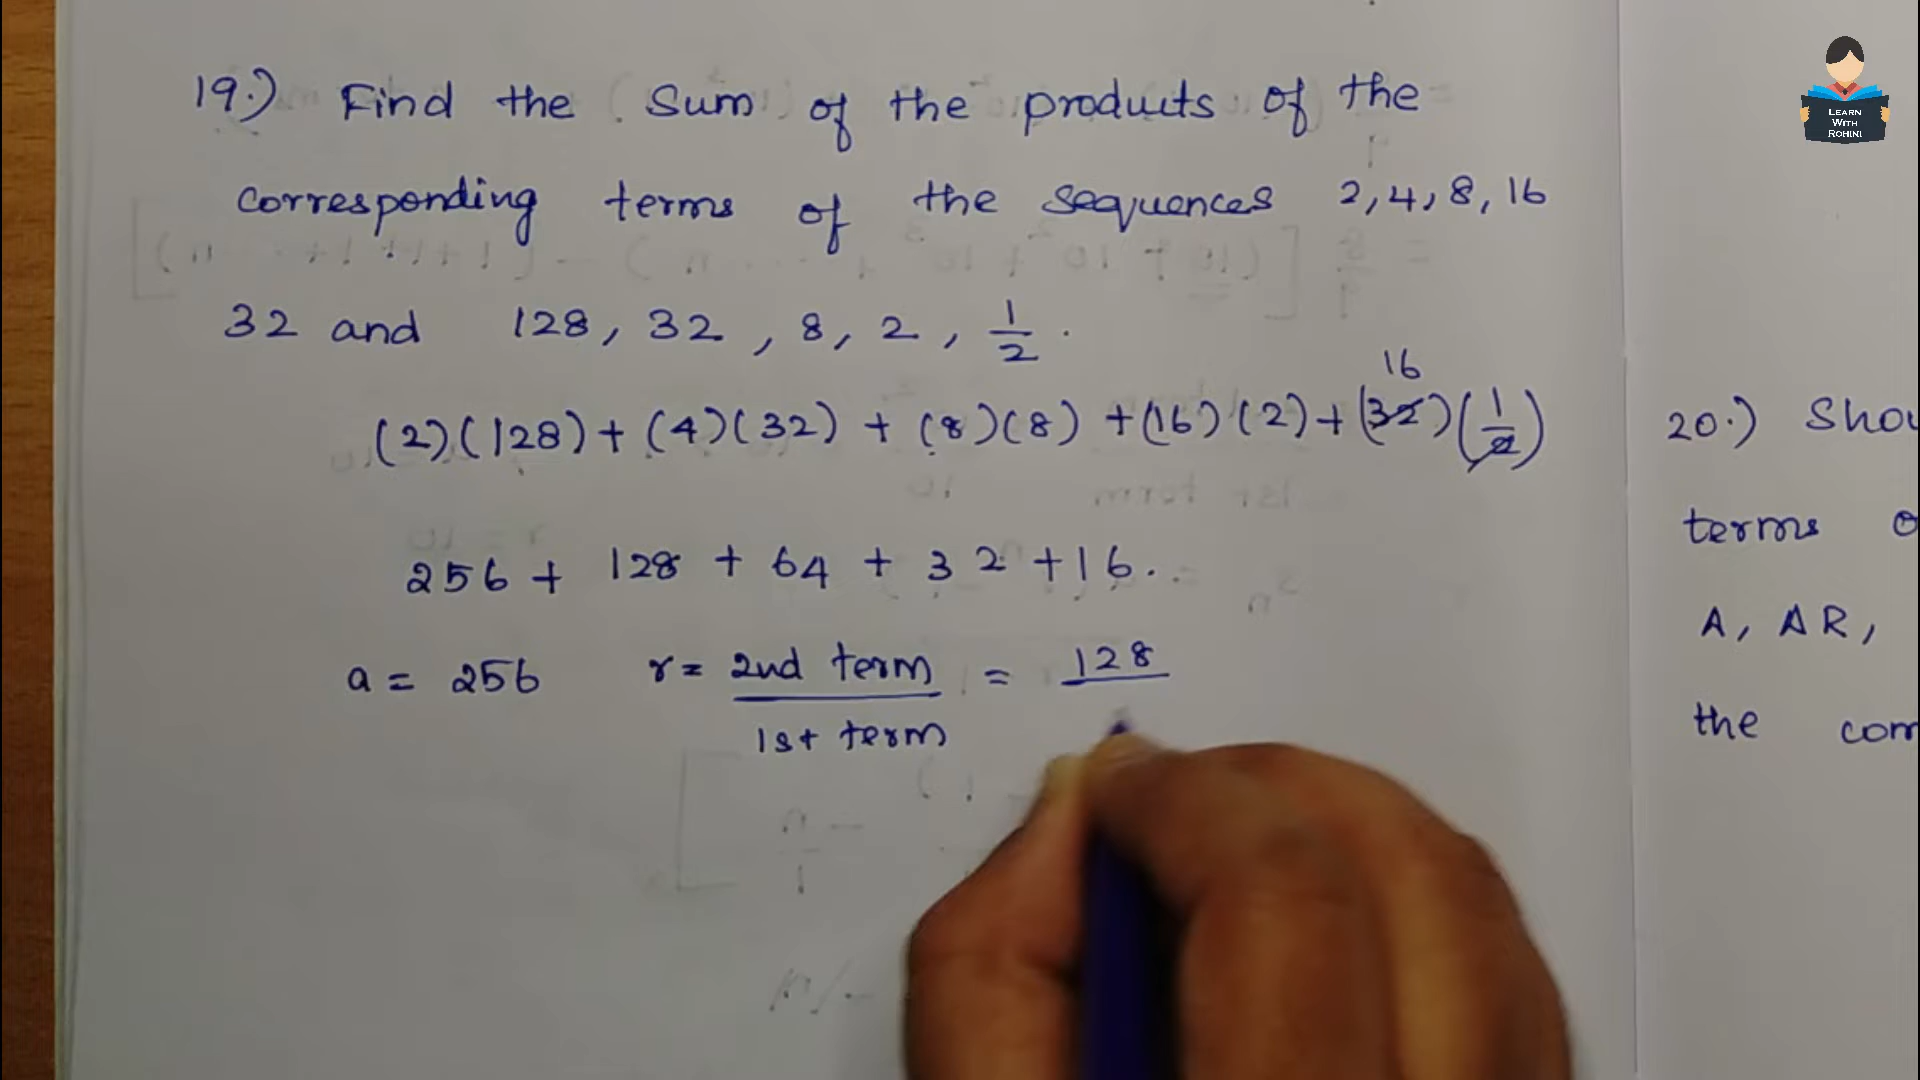 19.) Find the Sum of the products of the
corresponding terms of the sequences 2,4,8,16
32 and 128, 32, 8, 2, 1/2.
(2)(128)+(4)(32)+(8)(8)+(16)(2)+(32)(1/2)
16
256+128+64+32+16.
a = 256 r = 2nd term / 1st term = 128
20.) Sho
terms o
A, AR,
the com
LEARN
WITH
ROHINI